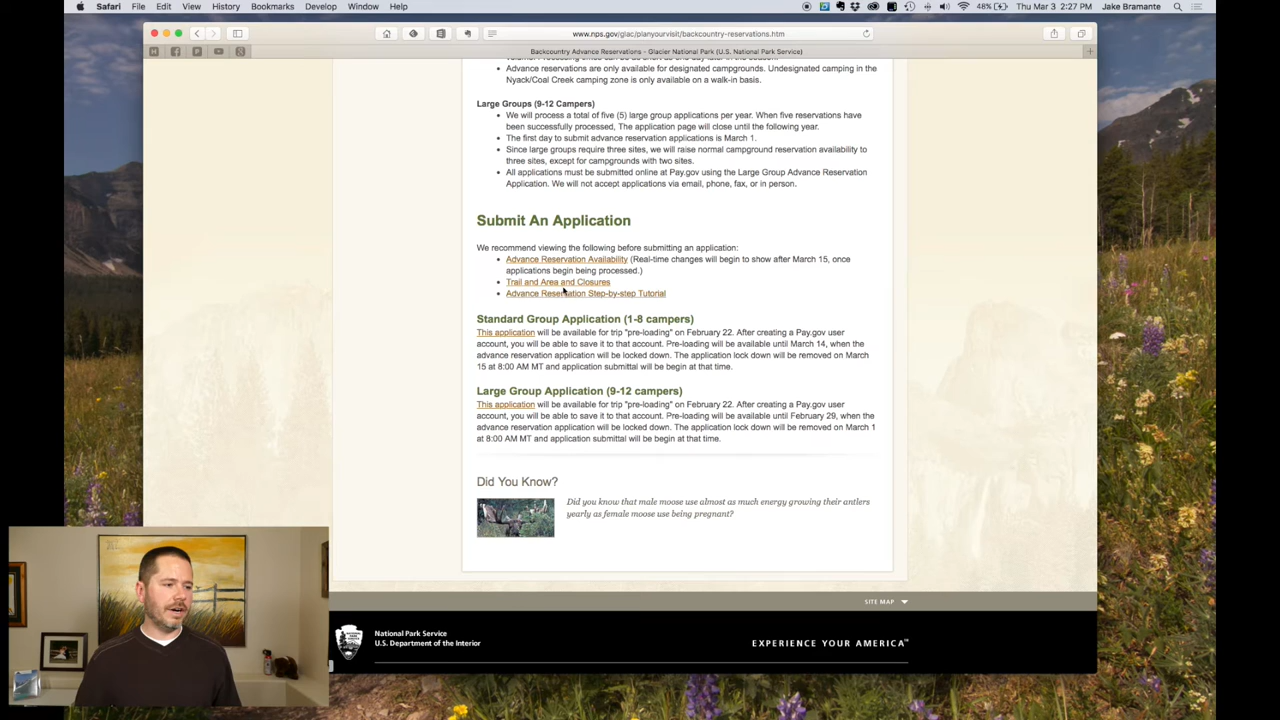 Safari File Edit View History Bookmarks Develop Window Help 48% Thu Mar 3 2:27 PM Jake Bramante
www.nps.gov/glac/planyourvisit/backcountry-reservations.htm
Backcountry Advance Reservations - Glacier National Park (U.S. National Park Service)
Advance reservations are only available for designated campgrounds. Undesignated camping in the
Nyack/Coal Creek camping zone is only available on a walk-in basis.
Large Groups (9-12 Campers)
We will process a total of five (5) large group applications per year. When five reservations have
been successfully processed, The application page will close until the following year.
The first day to submit advance reservation applications is March 1.
Since large groups require three sites, we will raise normal campground reservation availability to
three sites, except for campgrounds with two sites.
All applications must be submitted online at Pay.gov using the Large Group Advance Reservation
Application. We will not accept applications via email, phone, fax, or in person.
Submit An Application
We recommend viewing the following before submitting an application:
Advance Reservation Availability (Real-time changes will begin to show after March 15, once
applications begin being processed.)
Trail and Area and Closures
Advance Reservation Step-by-step Tutorial
Standard Group Application (1-8 campers)
This application will be available for trip "pre-loading" on February 22. After creating a Pay.gov user
account, you will be able to save it to that account. Pre-loading will be available until March 14, when the
advance reservation application will be locked down. The application lock down will be removed on March
15 at 8:00 AM MT and application submittal will be begin at that time.
Large Group Application (9-12 campers)
This application will be available for trip "pre-loading" on February 22. After creating a Pay.gov user
account, you will be able to save it to that account. Pre-loading will be available until February 29, when the
advance reservation application will be locked down. The application lock down will be removed on March 1
at 8:00 AM MT and application submittal will be begin at that time.
Did You Know?
Did you know that male moose use almost as much energy growing their antlers
yearly as female moose use being pregnant?
SITE MAP
National Park Service
U.S. Department of the Interior
EXPERIENCE YOUR AMERICA™